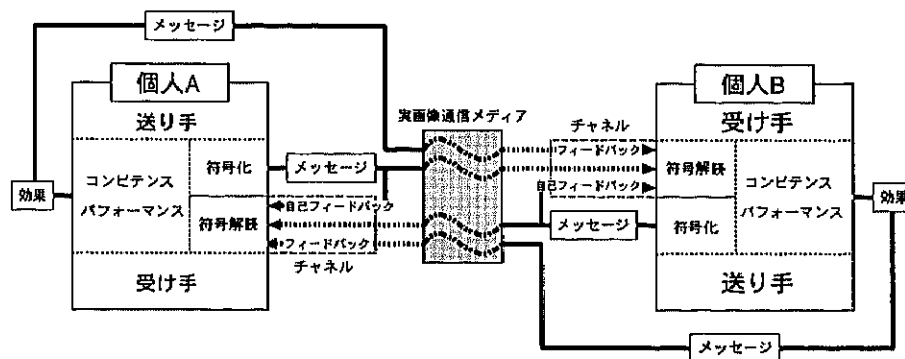 メッセージ
個人A
送り手
符号化
メッセージ
コンピテンス
パフォーマンス
効果
符号解読
自己フィードバック
フィードバック
チャネル
受け手
実画像通信メディア
個人B
受け手
チャネル
フィードバック
符号解読
自己フィードバック
コンピテンス
パフォーマンス
効果
メッセージ
符号化
送り手
メッセージ